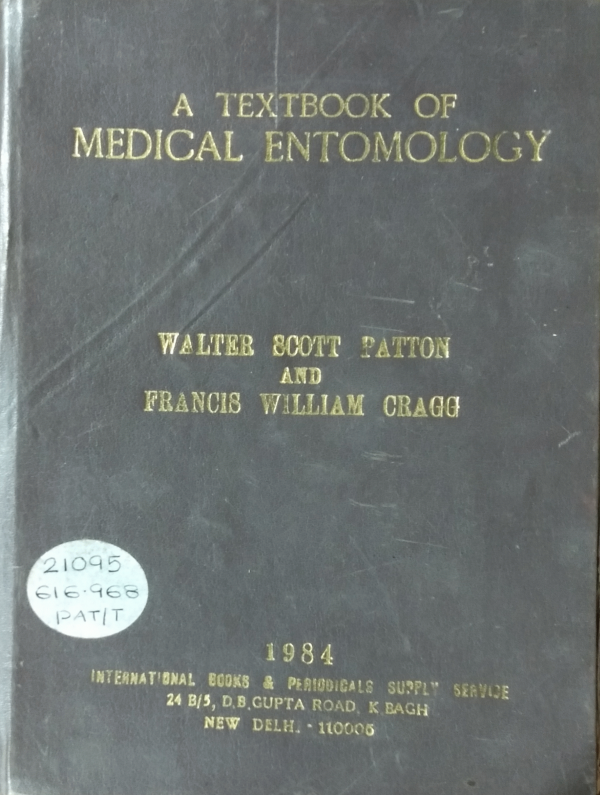 A TEXTBOOK OF
MEDICAL ENTOMOLOGY
WALTER SCOTT PATTON
AND
FRANCIS WILLIAM CRAGG
21095
616.968
PAT/T
1984
INTERNATIONAL BOOKS & PERIODICALS SUPPLY SERVICE
24 B/5, D.B.GUPTA ROAD, K.BAGH
NEW DELHI - 110005